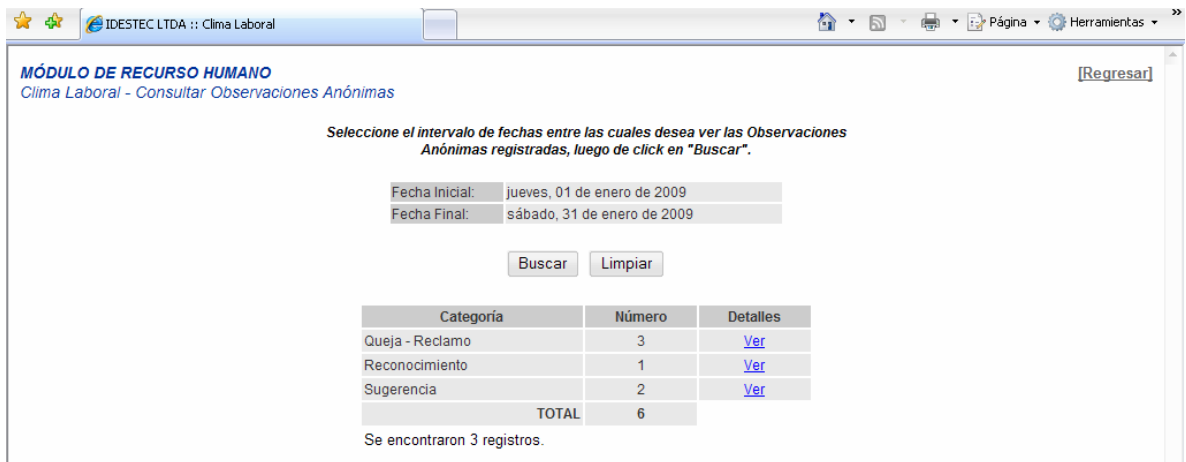 IDESTEC LTDA :: Clima Laboral
Página
Herramientas
»
MÓDULO DE RECURSO HUMANO
[Regresar]
Clima Laboral - Consultar Observaciones Anónimas
Seleccione el intervalo de fechas entre las cuales desea ver las Observaciones
Anónimas registradas, luego de click en "Buscar".
Fecha Inicial: jueves, 01 de enero de 2009
Fecha Final: sábado, 31 de enero de 2009
Buscar Limpiar
Categoría Número Detalles
Queja - Reclamo 3 Ver
Reconocimiento 1 Ver
Sugerencia 2 Ver
TOTAL 6
Se encontraron 3 registros.